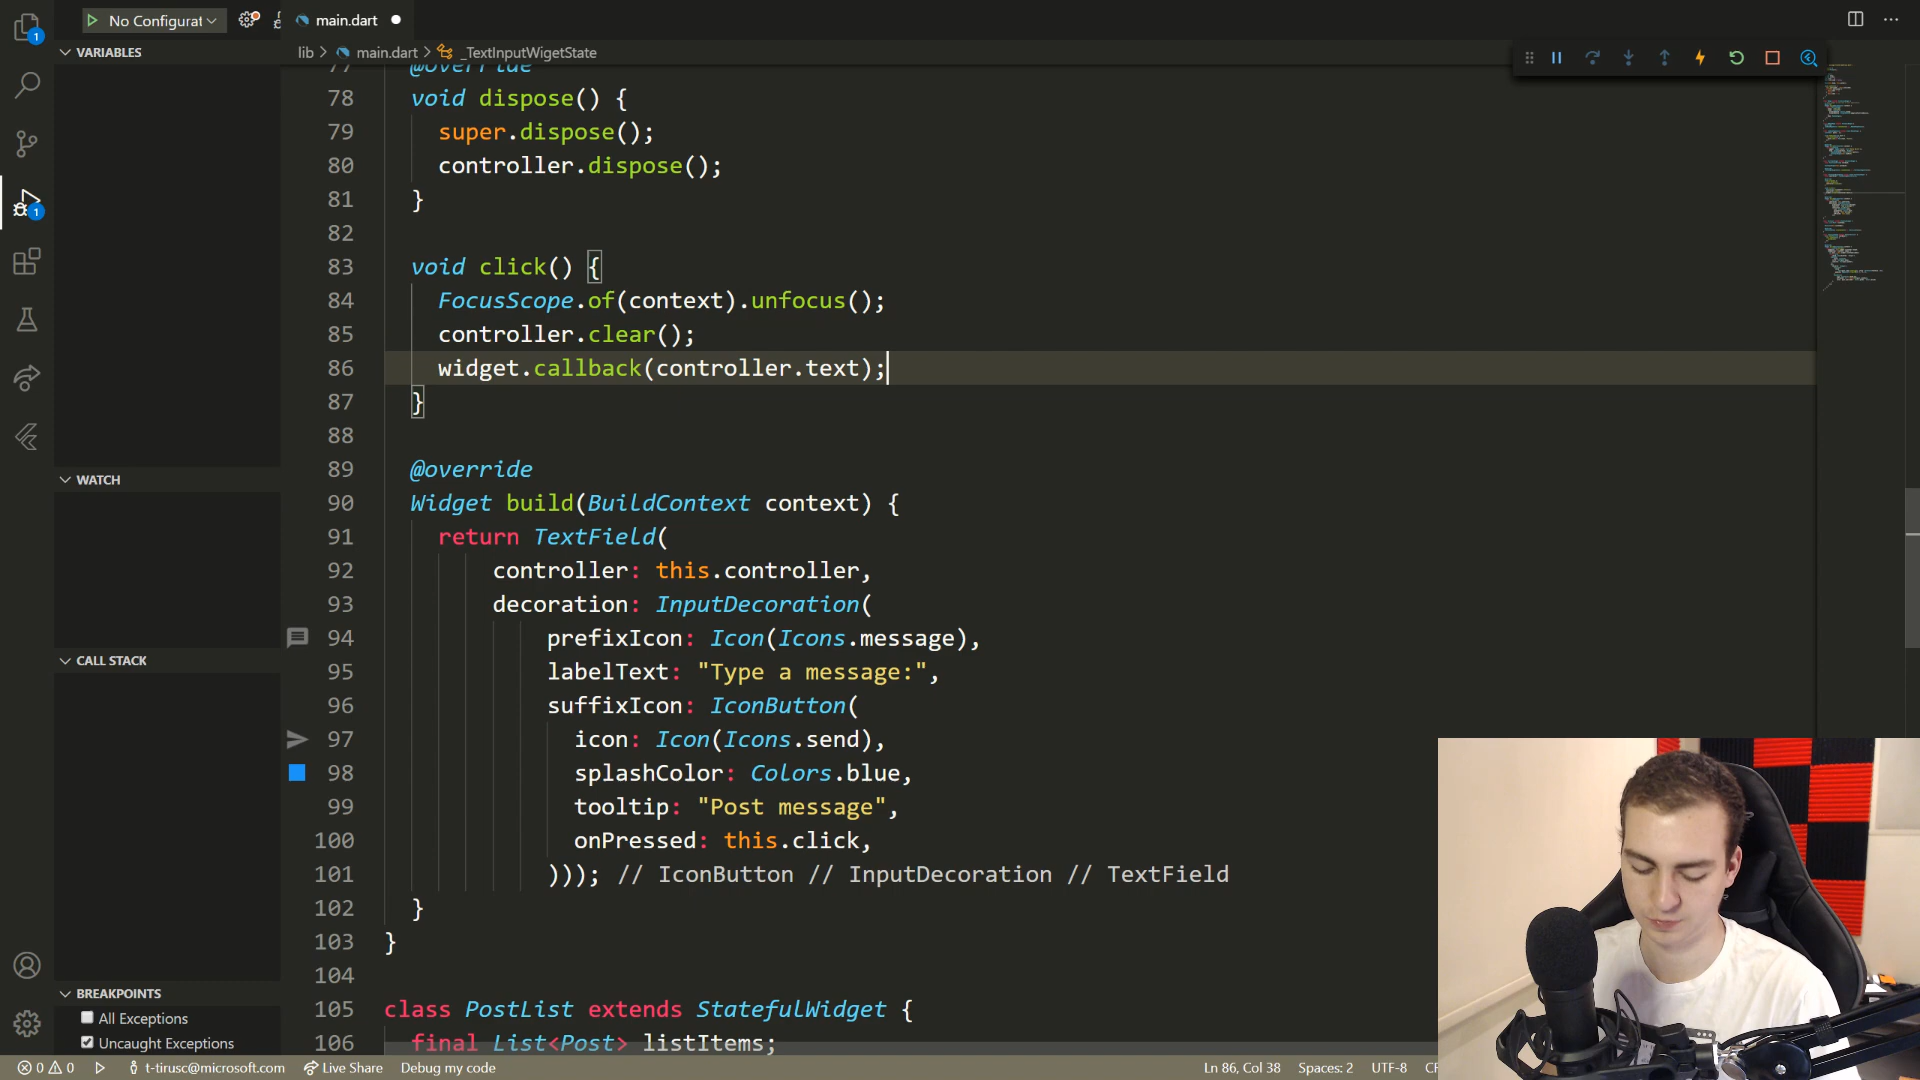 No Configurat
main.dart
VARIABLES
lib > main.dart > _TextInputWigetState
77 @override
78 void dispose() {
79 super.dispose();
80 controller.dispose();
81 }
82
83 void click() {
84 FocusScope.of(context).unfocus();
85 controller.clear();
86 widget.callback(controller.text);
87 }
88
89 @override
90 Widget build(BuildContext context) {
91 return TextField(
92 controller: this.controller,
93 decoration: InputDecoration(
94 prefixIcon: Icon(Icons.message),
95 labelText: "Type a message:",
96 suffixIcon: IconButton(
97 icon: Icon(Icons.send),
98 splashColor: Colors.blue,
99 tooltip: "Post message",
100 onPressed: this.click,
101 ))); // IconButton // InputDecoration // TextField
102 }
103 }
104
105 class PostList extends StatefulWidget {
106 final List<Post> listItems;
1
1
WATCH
CALL STACK
BREAKPOINTS
All Exceptions
Uncaught Exceptions
0 0 t-tirusc@microsoft.com Live Share Debug my code Ln 86, Col 38 Spaces: 2 UTF-8